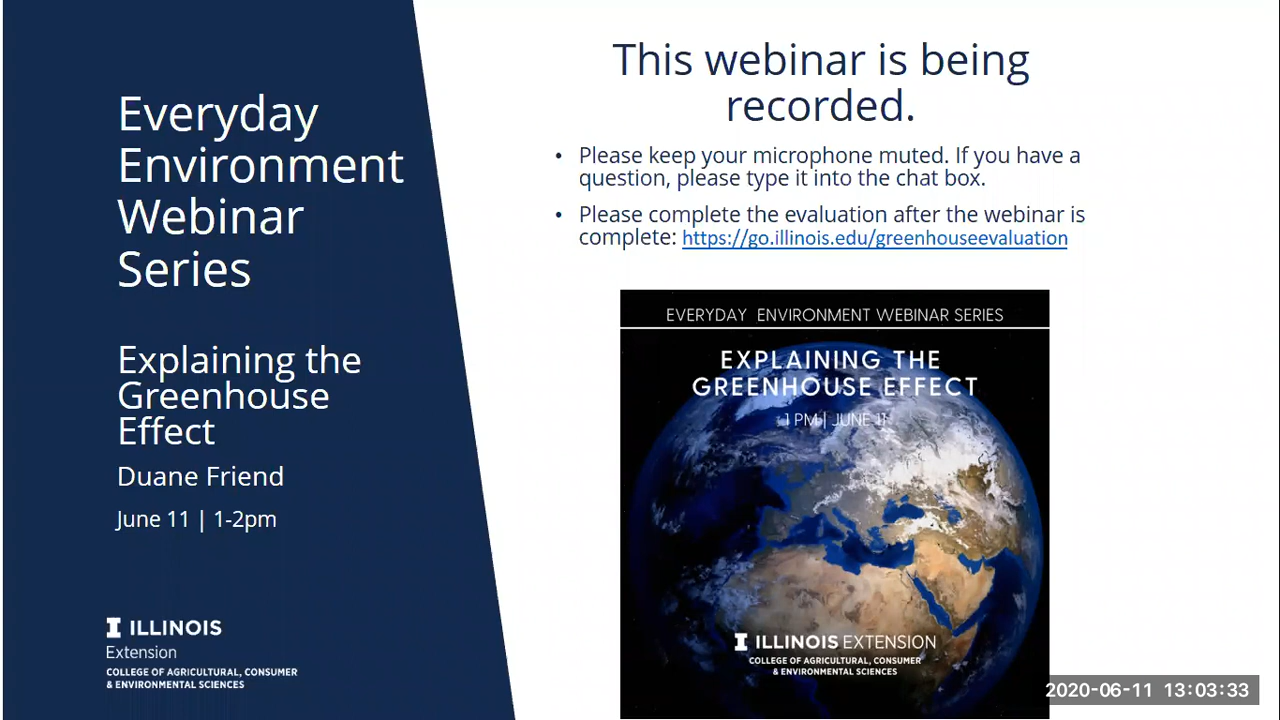 Everyday
Environment
Webinar
Series
Explaining the
Greenhouse
Effect
Duane Friend
June 11 | 1-2pm
ILLINOIS
Extension
COLLEGE OF AGRICULTURAL, CONSUMER
& ENVIRONMENTAL SCIENCES
This webinar is being
recorded.
• Please keep your microphone muted. If you have a
question, please type it into the chat box.
• Please complete the evaluation after the webinar is
complete: https://go.illinois.edu/greenhouseevaluation
EVERYDAY ENVIRONMENT WEBINAR SERIES
EXPLAINING THE
GREENHOUSE EFFECT
1 PM | JUNE 11
ILLINOIS EXTENSION
COLLEGE OF AGRICULTURAL, CONSUMER
& ENVIRONMENTAL SCIENCES
2020-06-11 13:03:33